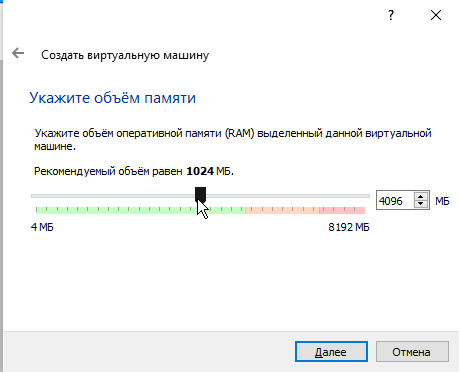 ?
Создать виртуальную машину
Укажите объём памяти
Укажите объём оперативной памяти (RAM) выделенный данной виртуальной
машине.
Рекомендуемый объём равен 1024 МБ.
4096 МБ
4 МБ 8192 МБ
Далее Отмена